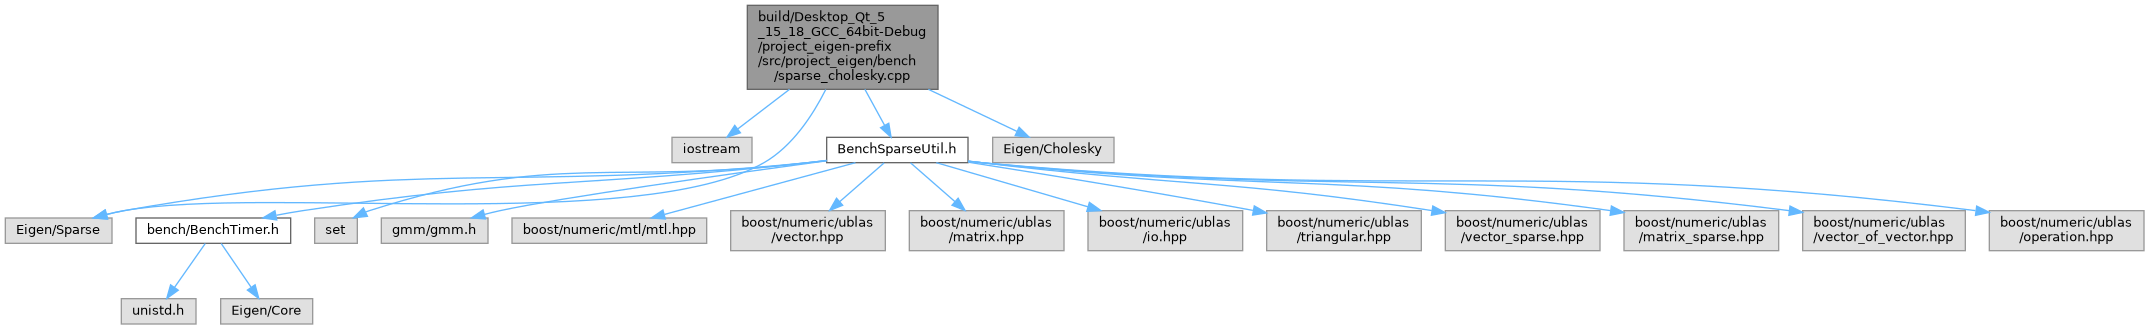 build/Desktop_Qt_5
_15_18_GCC_64bit-Debug
/project_eigen-prefix
/src/project_eigen/bench
/sparse_cholesky.cpp
iostream
BenchSparseUtil.h
Eigen/Cholesky
Eigen/Sparse
bench/BenchTimer.h
set
gmm/gmm.h
boost/numeric/mtl/mtl.hpp
boost/numeric/ublas
/vector.hpp
boost/numeric/ublas
/matrix.hpp
boost/numeric/ublas
/io.hpp
boost/numeric/ublas
/triangular.hpp
boost/numeric/ublas
/vector_sparse.hpp
boost/numeric/ublas
/matrix_sparse.hpp
boost/numeric/ublas
/vector_of_vector.hpp
boost/numeric/ublas
/operation.hpp
unistd.h
Eigen/Core